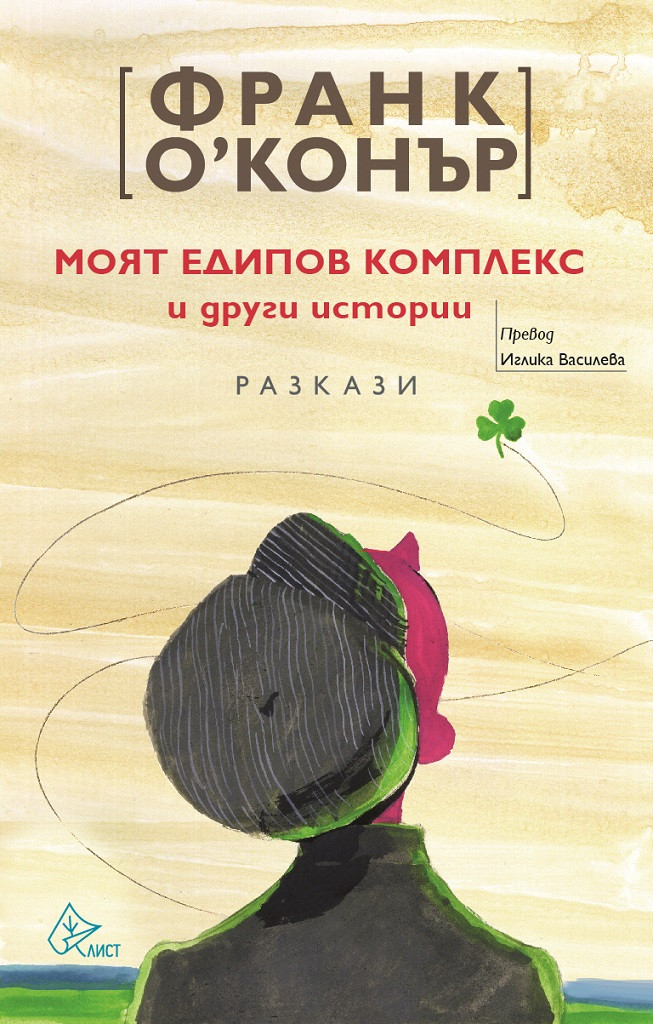 [ФРАНК
О’КОНЪР]
МОЯТ ЕДИПОВ КОМПЛЕКС
и други истории
Превод
Иглика Василева
РАЗКАЗИ
ЛИСТ